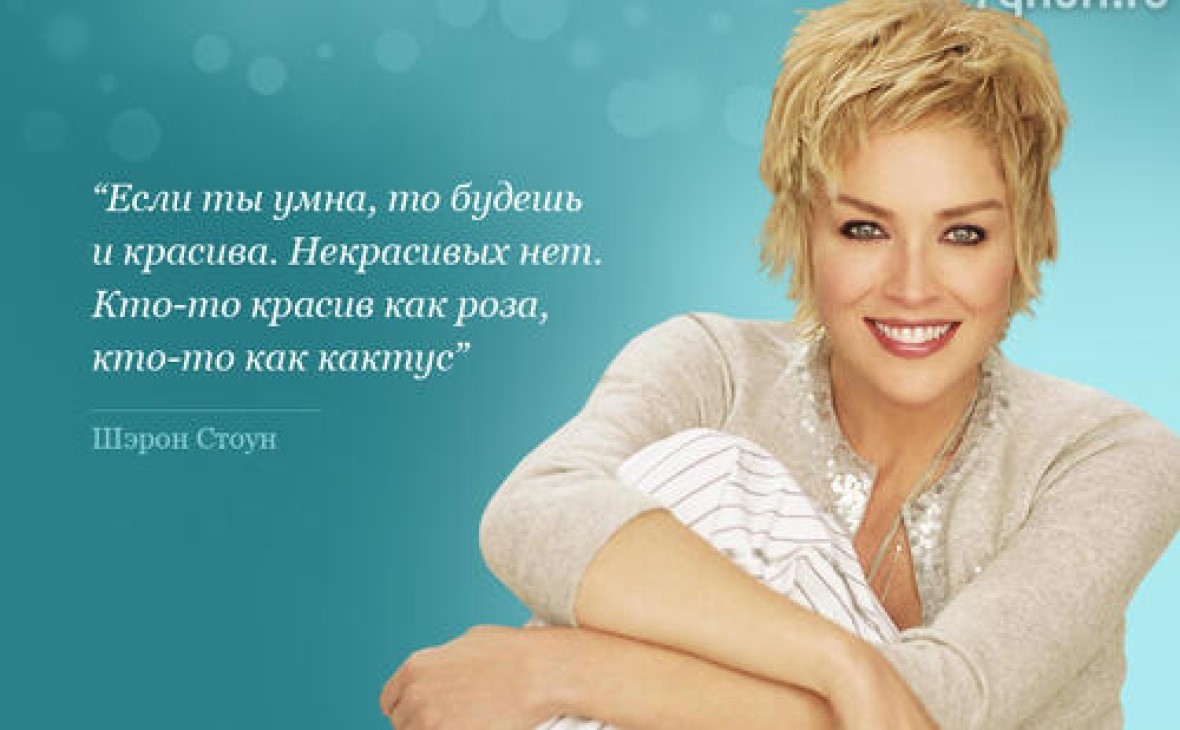 “Если ты умна, то будешь
и красива. Некрасивых нет.
Кто-то красив как роза,
кто-то как кактус”
Шэрон Стоун